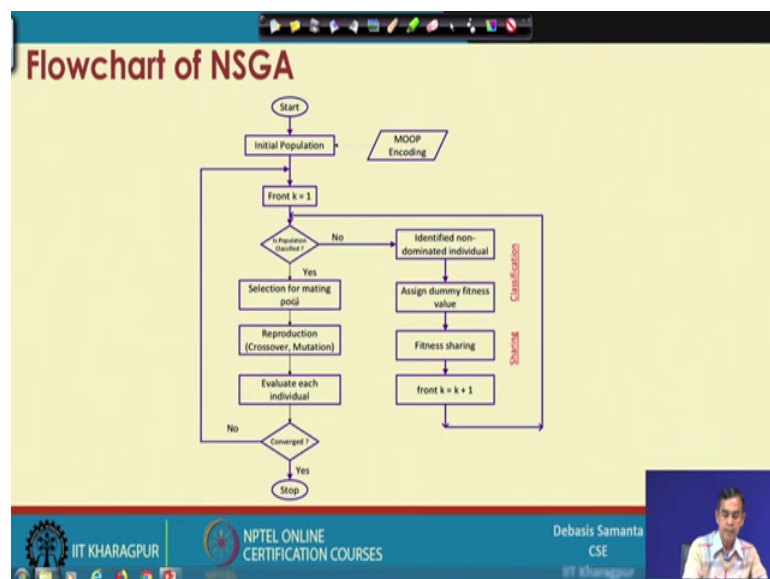 Flowchart of NSGA
Start
Initial Population
MOOP
Encoding
Front k = 1
Is Population
Classified ?
No
Identified non-
dominated individual
Yes
Selection for mating
pool
Assign dummy fitness
value
Classification
Reproduction
(Crossover, Mutation)
Fitness sharing
Sharing
Evaluate each
individual
front k = k + 1
No
Converged ?
Yes
Stop
IIT KHARAGPUR
NPTEL ONLINE
CERTIFICATION COURSES
Debasis Samanta
CSE
IIT Kharagpur